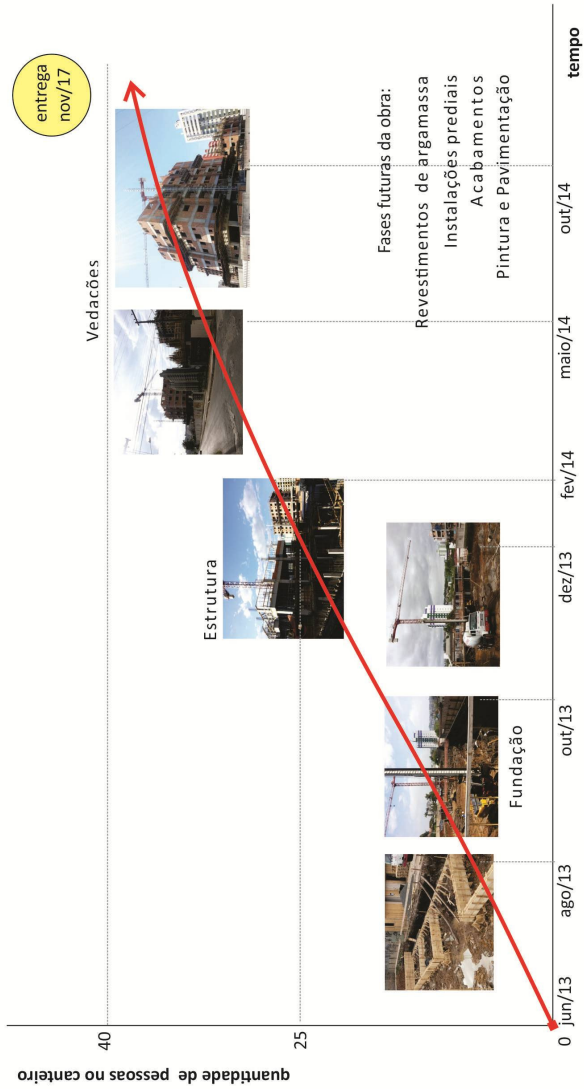 quantidade de pessoas no canteiro
40
25
0
entrega
nov/17
Vedacões
Estrutura
Fundação
Fases futuras da obra:
Revestimentos de argamassa
Instalações prediais
Acabamentos
Pintura e Pavimentação
jun/13
ago/13
out/13
dez/13
fev/14
maio/14
out/14
tempo